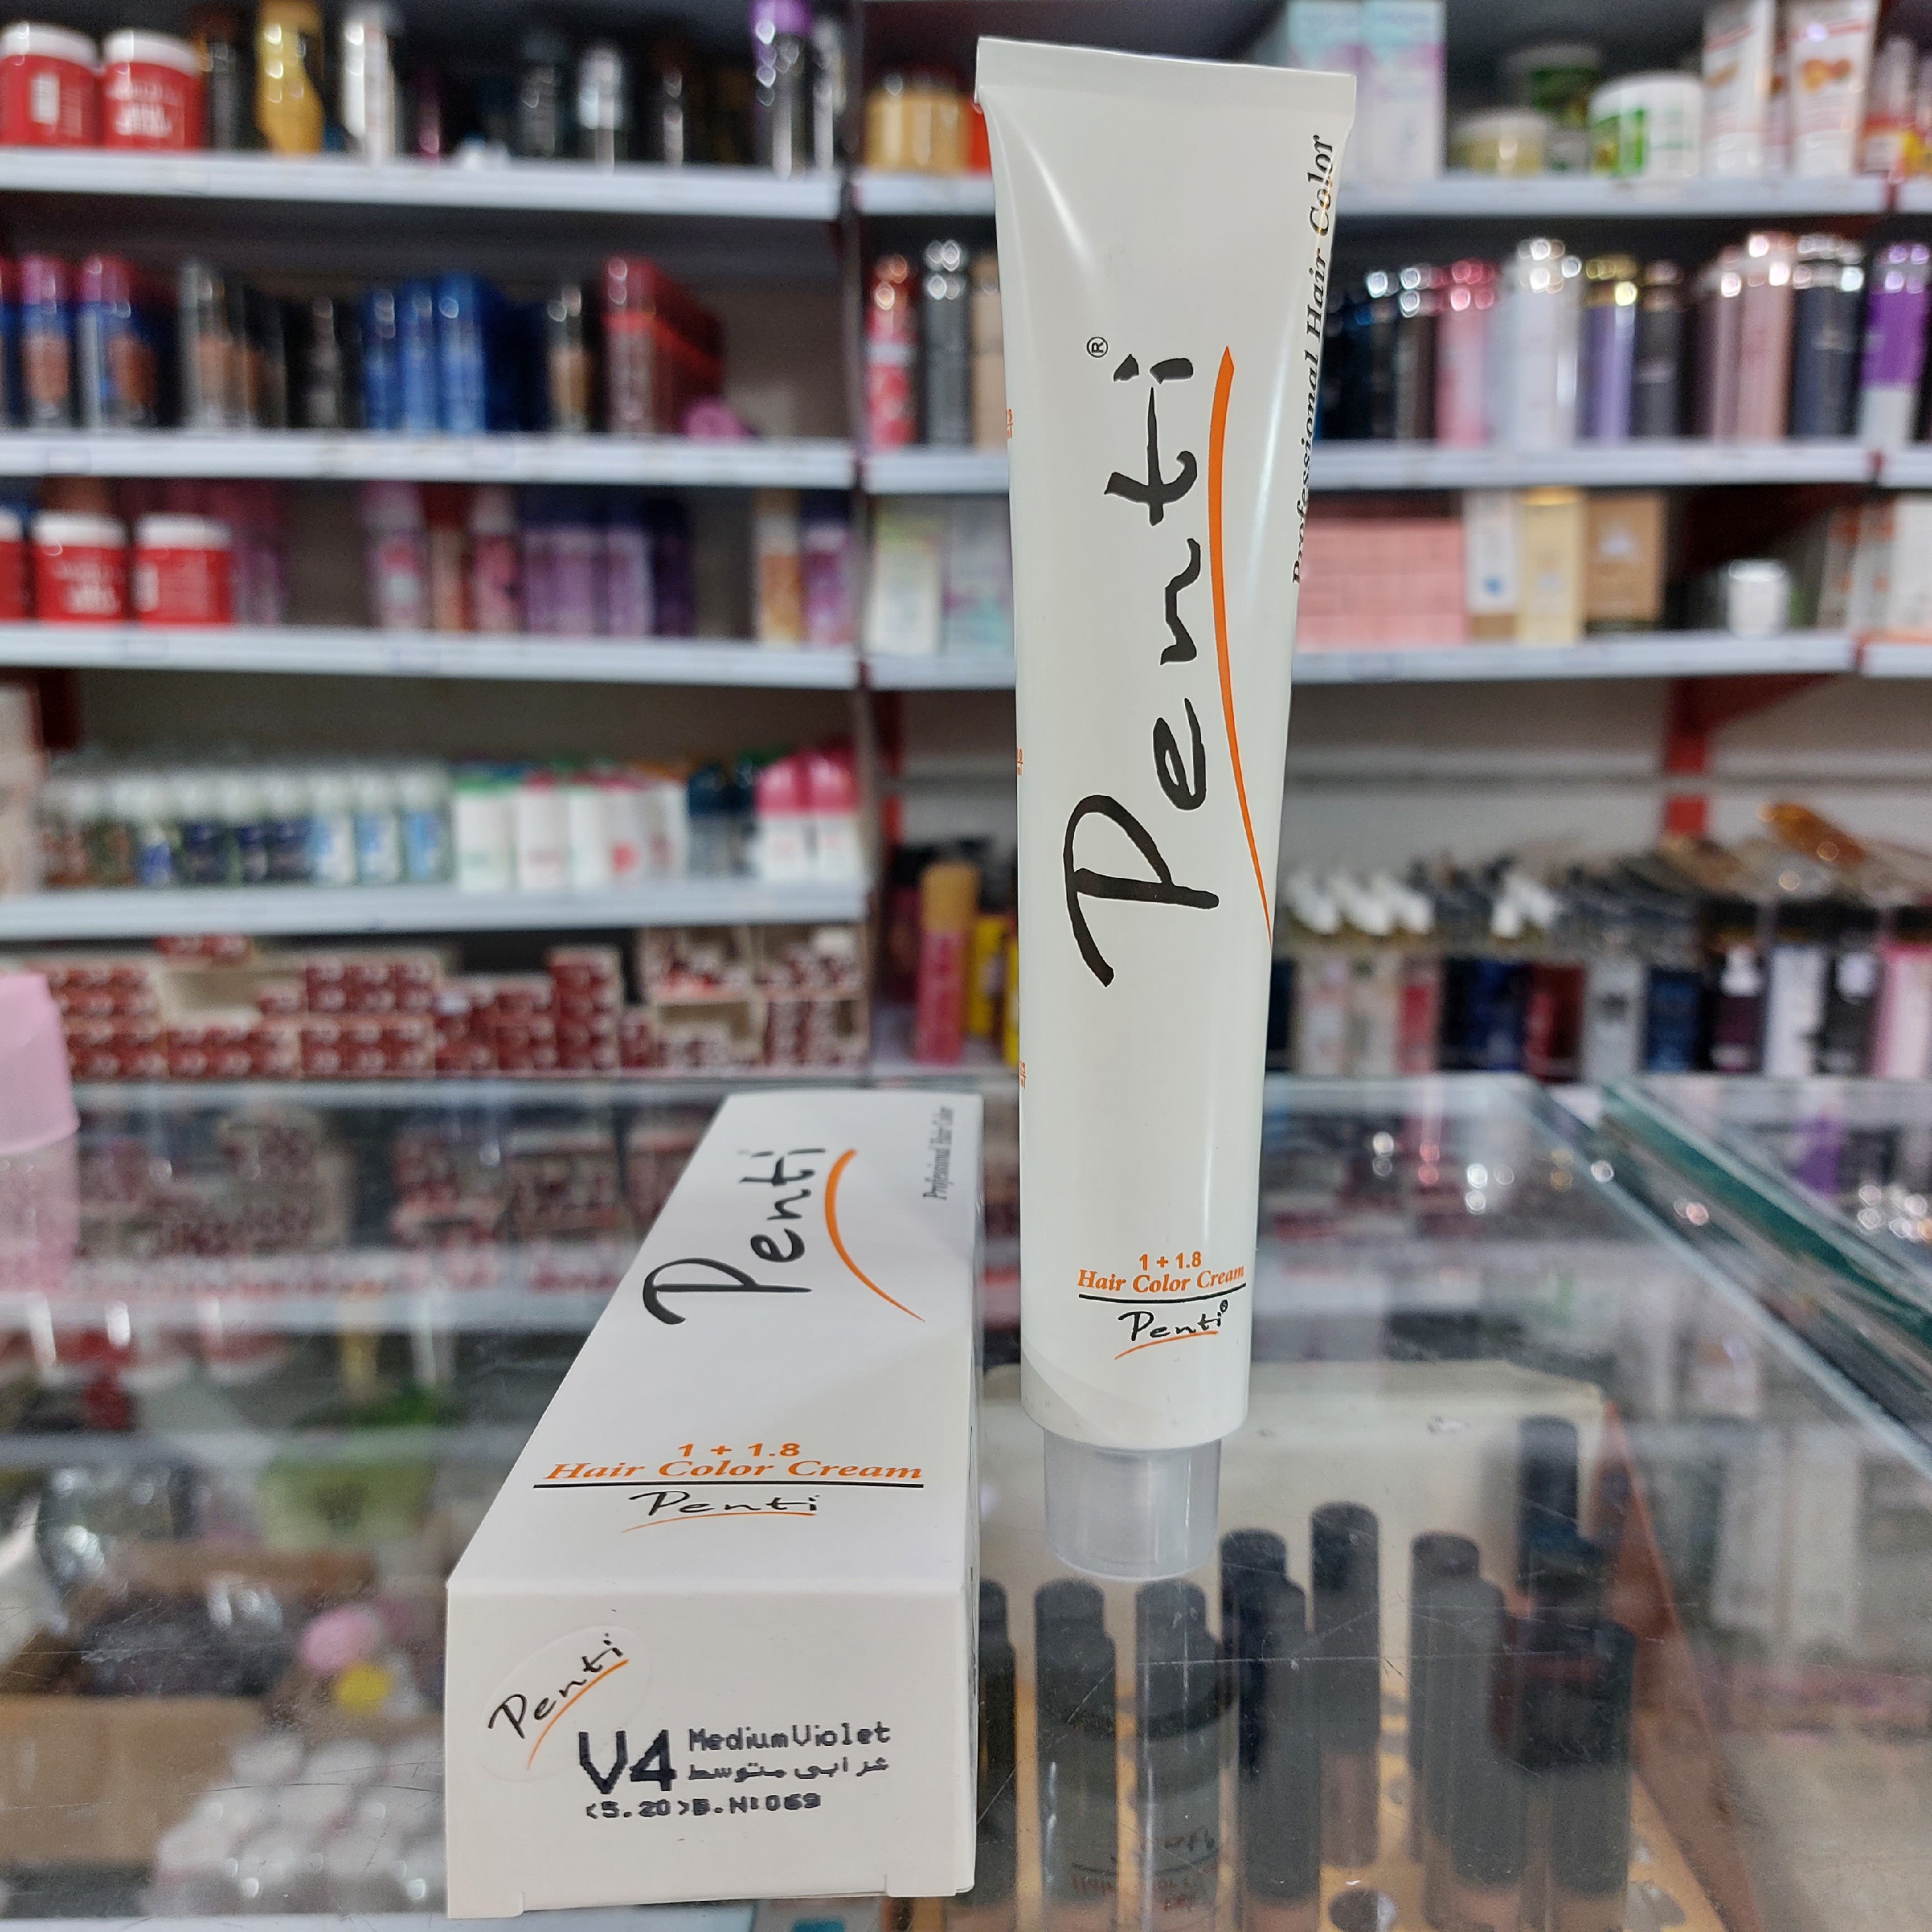 Penti®
Professional Hair Color
1 + 1.8
Hair Color Cream
Penti®
Penti
Professional Hair Color
1 + 1.8
Hair Color Cream
Penti
Penti
V4 Medium Violet
شرابی متوسط
<5.20>B.N:069